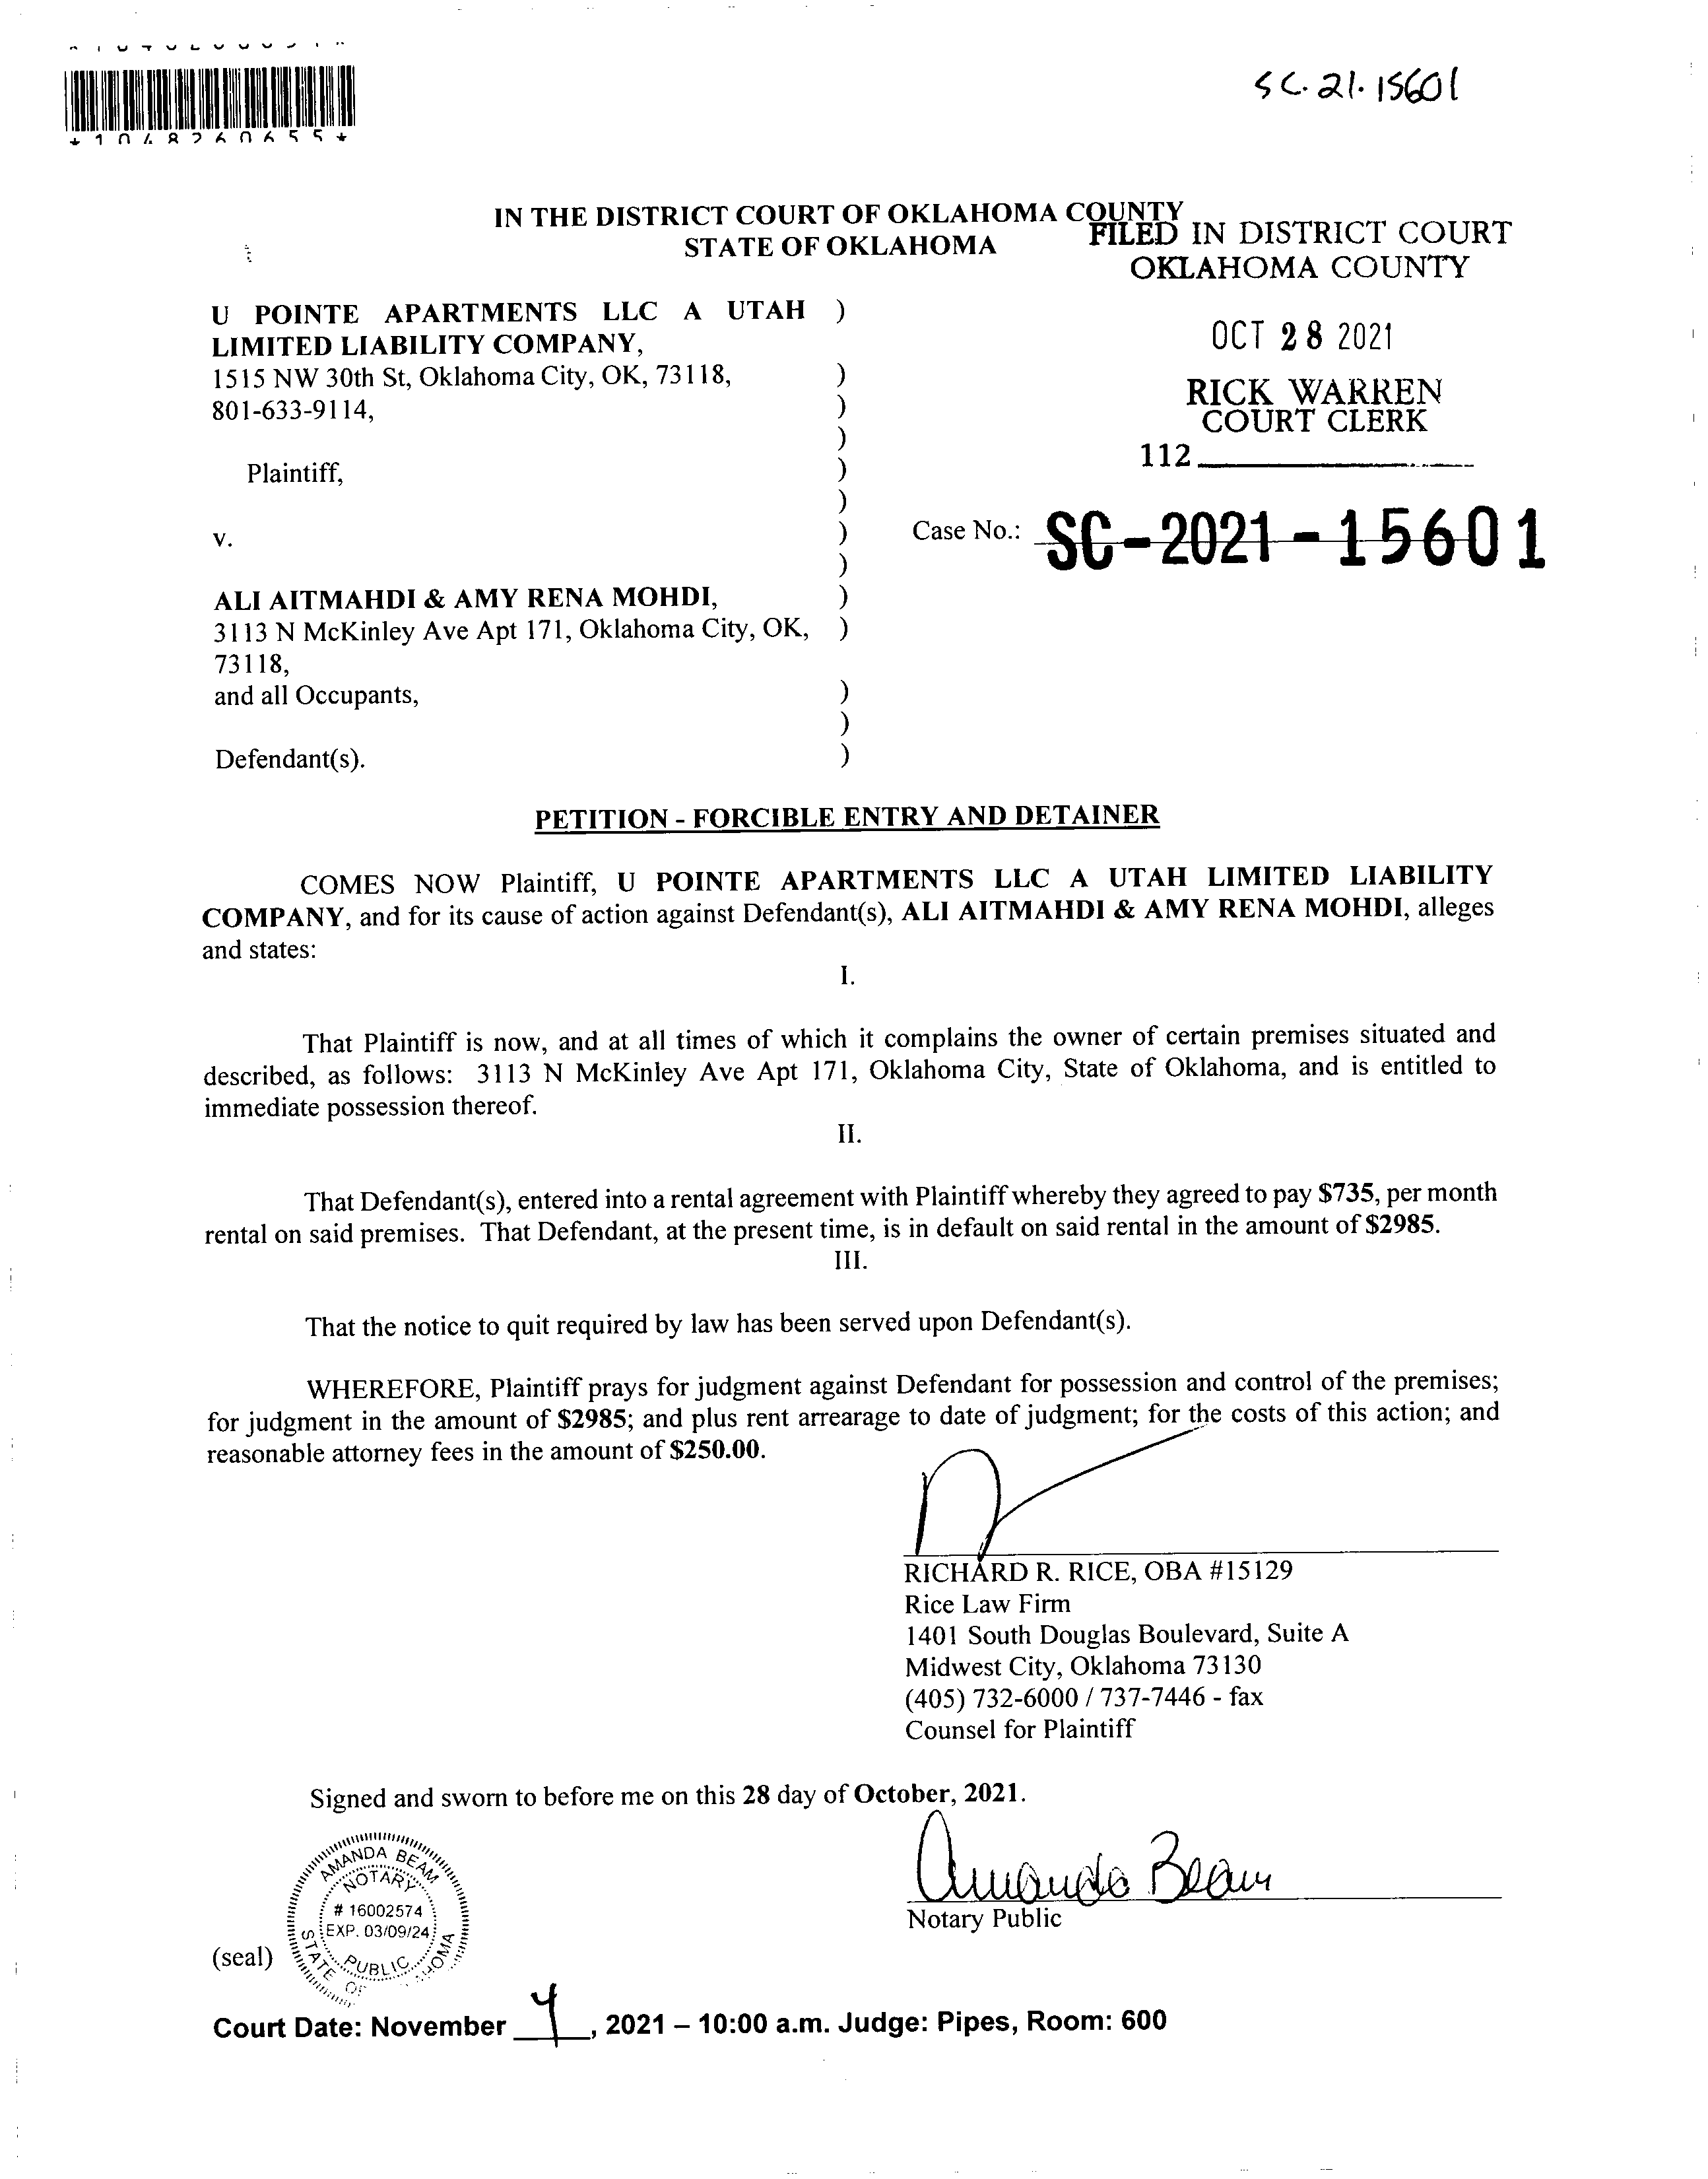 SC.21.15601
*1048260655*
IN THE DISTRICT COURT OF OKLAHOMA COUNTY
STATE OF OKLAHOMA
FILED IN DISTRICT COURT
OKLAHOMA COUNTY
OCT 28 2021
RICK WARREN
COURT CLERK
112
U POINTE APARTMENTS LLC A UTAH )
LIMITED LIABILITY COMPANY,
1515 NW 30th St, Oklahoma City, OK, 73118, )
801-633-9114, )
)
Plaintiff, )
)
v. )
)
Case No.: SC-2021-15601
ALI AITMAHDI & AMY RENA MOHDI, )
3113 N McKinley Ave Apt 171, Oklahoma City, OK, )
73118,
and all Occupants, )
)
Defendant(s). )
PETITION - FORCIBLE ENTRY AND DETAINER
COMES NOW Plaintiff, U POINTE APARTMENTS LLC A UTAH LIMITED LIABILITY
COMPANY, and for its cause of action against Defendant(s), ALI AITMAHDI & AMY RENA MOHDI, alleges
and states:
I.
That Plaintiff is now, and at all times of which it complains the owner of certain premises situated and
described, as follows: 3113 N McKinley Ave Apt 171, Oklahoma City, State of Oklahoma, and is entitled to
immediate possession thereof.
II.
That Defendant(s), entered into a rental agreement with Plaintiff whereby they agreed to pay $735, per month
rental on said premises. That Defendant, at the present time, is in default on said rental in the amount of $2985.
III.
That the notice to quit required by law has been served upon Defendant(s).
WHEREFORE, Plaintiff prays for judgment against Defendant for possession and control of the premises;
for judgment in the amount of $2985; and plus rent arrearage to date of judgment; for the costs of this action; and
reasonable attorney fees in the amount of $250.00.
RICHARD R. RICE, OBA #15129
Rice Law Firm
1401 South Douglas Boulevard, Suite A
Midwest City, Oklahoma 73130
(405) 732-6000 / 737-7446 - fax
Counsel for Plaintiff
Signed and sworn to before me on this 28 day of October, 2021.
Amanda Beam
Notary Public
AMANDA BEAM
NOTARY
# 16002574
EXP. 03/09/24
PUBLIC
STATE OF
(seal)
Court Date: November , 2021 – 10:00 a.m. Judge: Pipes, Room: 600